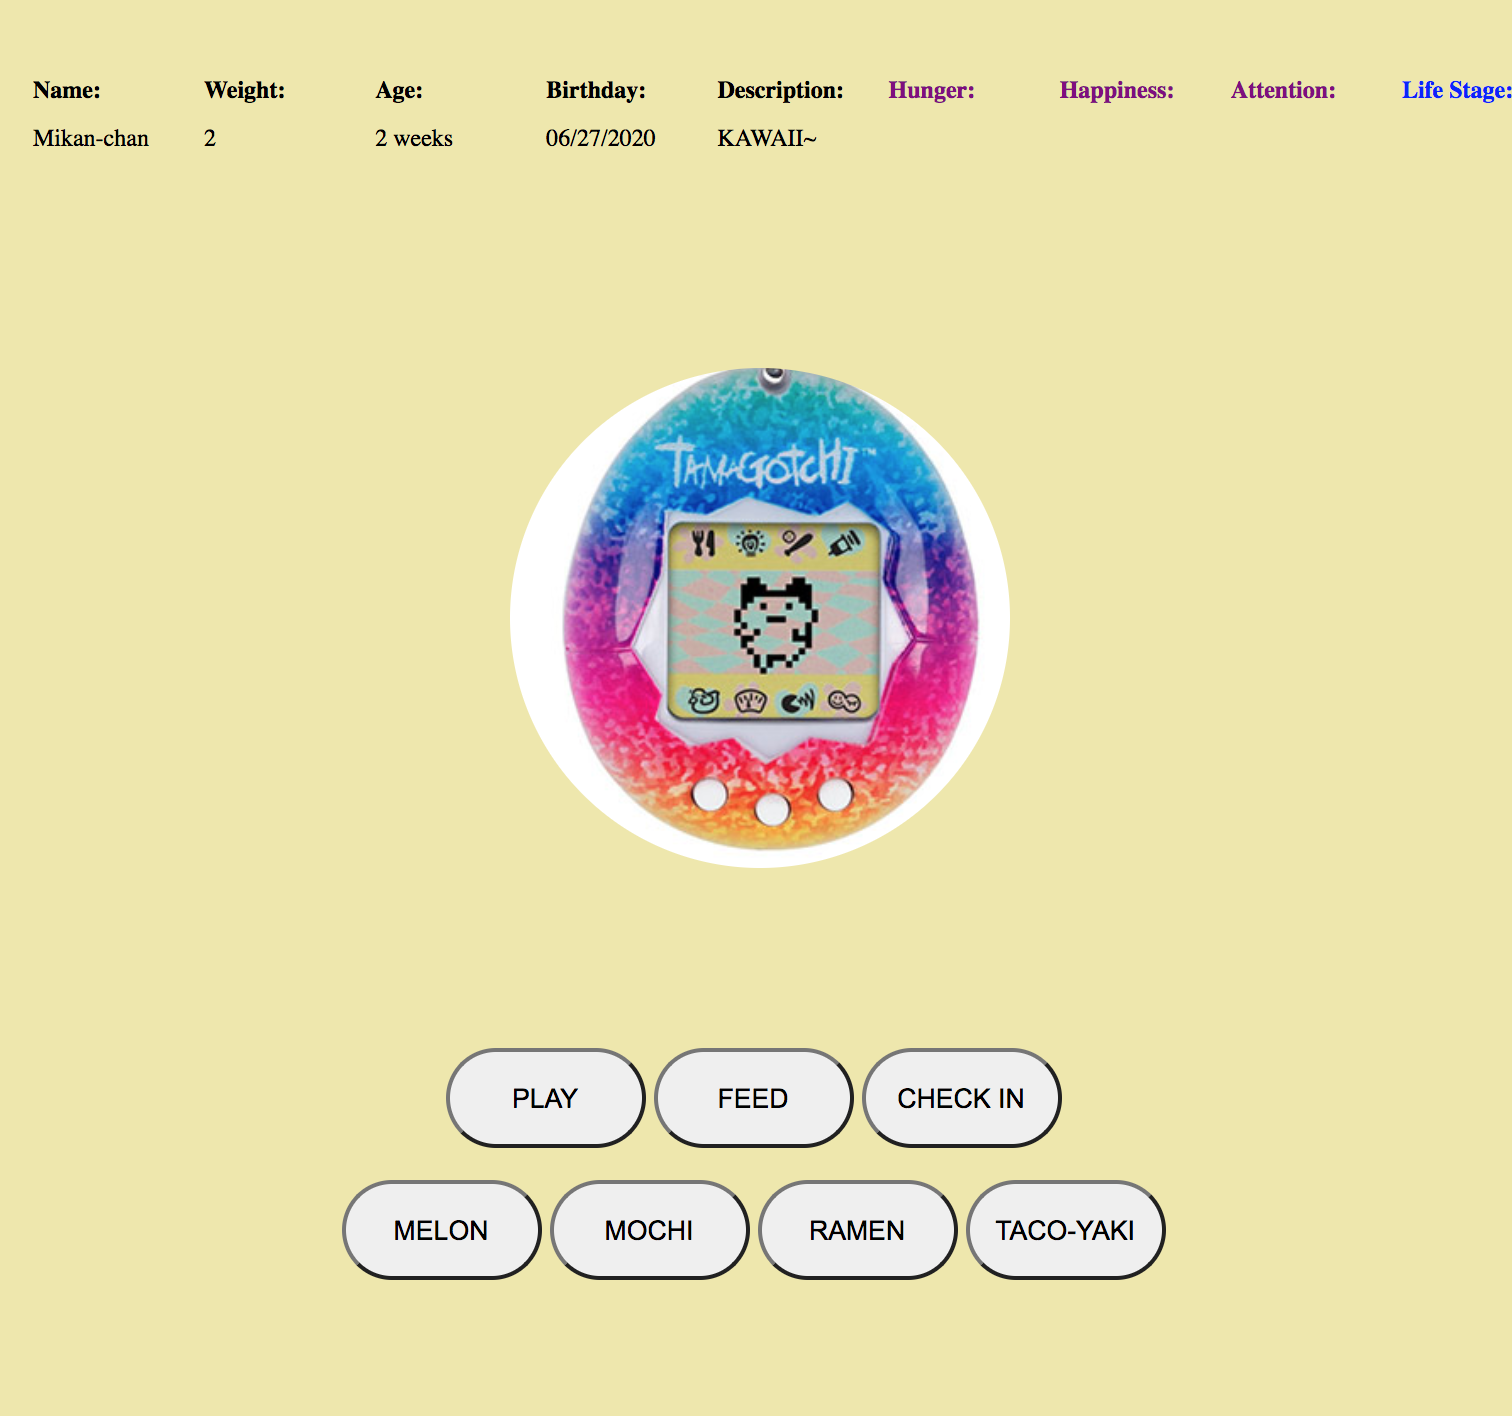 Name: Weight: Age: Birthday: Description: Hunger: Happiness: Attention: Life Stage:
Mikan-chan 2 2 weeks 06/27/2020 KAWAII~
TAMAGOTCHI™
PLAY FEED CHECK IN
MELON MOCHI RAMEN TACO-YAKI